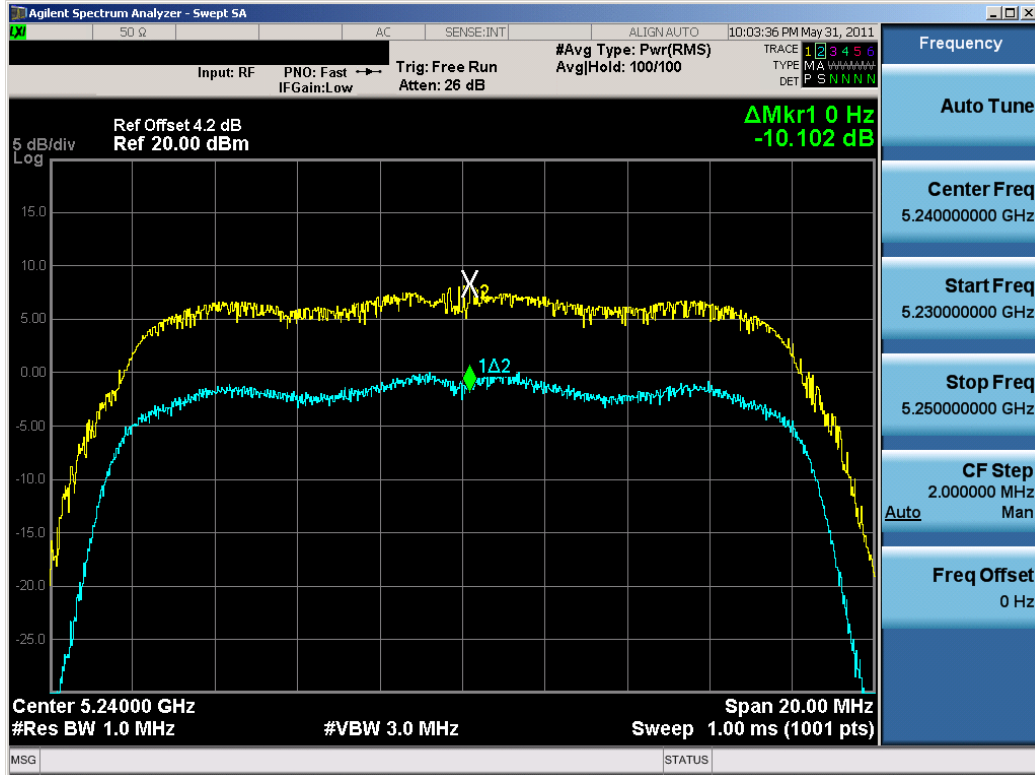 Agilent Spectrum Analyzer - Swept SA
LXI 50 Ω AC SENSE:INT ALIGN AUTO 10:03:36 PM May 31, 2011
Input: RF PNO: Fast Trig: Free Run #Avg Type: Pwr(RMS) TRACE 1 2 3 4 5 6
IFGain:Low Atten: 26 dB Avg|Hold: 100/100 TYPE M A
DET P S N N N N
Ref Offset 4.2 dB ΔMkr1 0 Hz
5 dB/div Ref 20.00 dBm -10.102 dB
Log
15.0
10.0
X2
5.00
1Δ2
0.00
-5.00
-10.0
-15.0
-20.0
-25.0
Center 5.24000 GHz Span 20.00 MHz
#Res BW 1.0 MHz #VBW 3.0 MHz Sweep 1.00 ms (1001 pts)
MSG STATUS
Frequency
Auto Tune
Center Freq
5.240000000 GHz
Start Freq
5.230000000 GHz
Stop Freq
5.250000000 GHz
CF Step
2.000000 MHz
Auto Man
Freq Offset
0 Hz